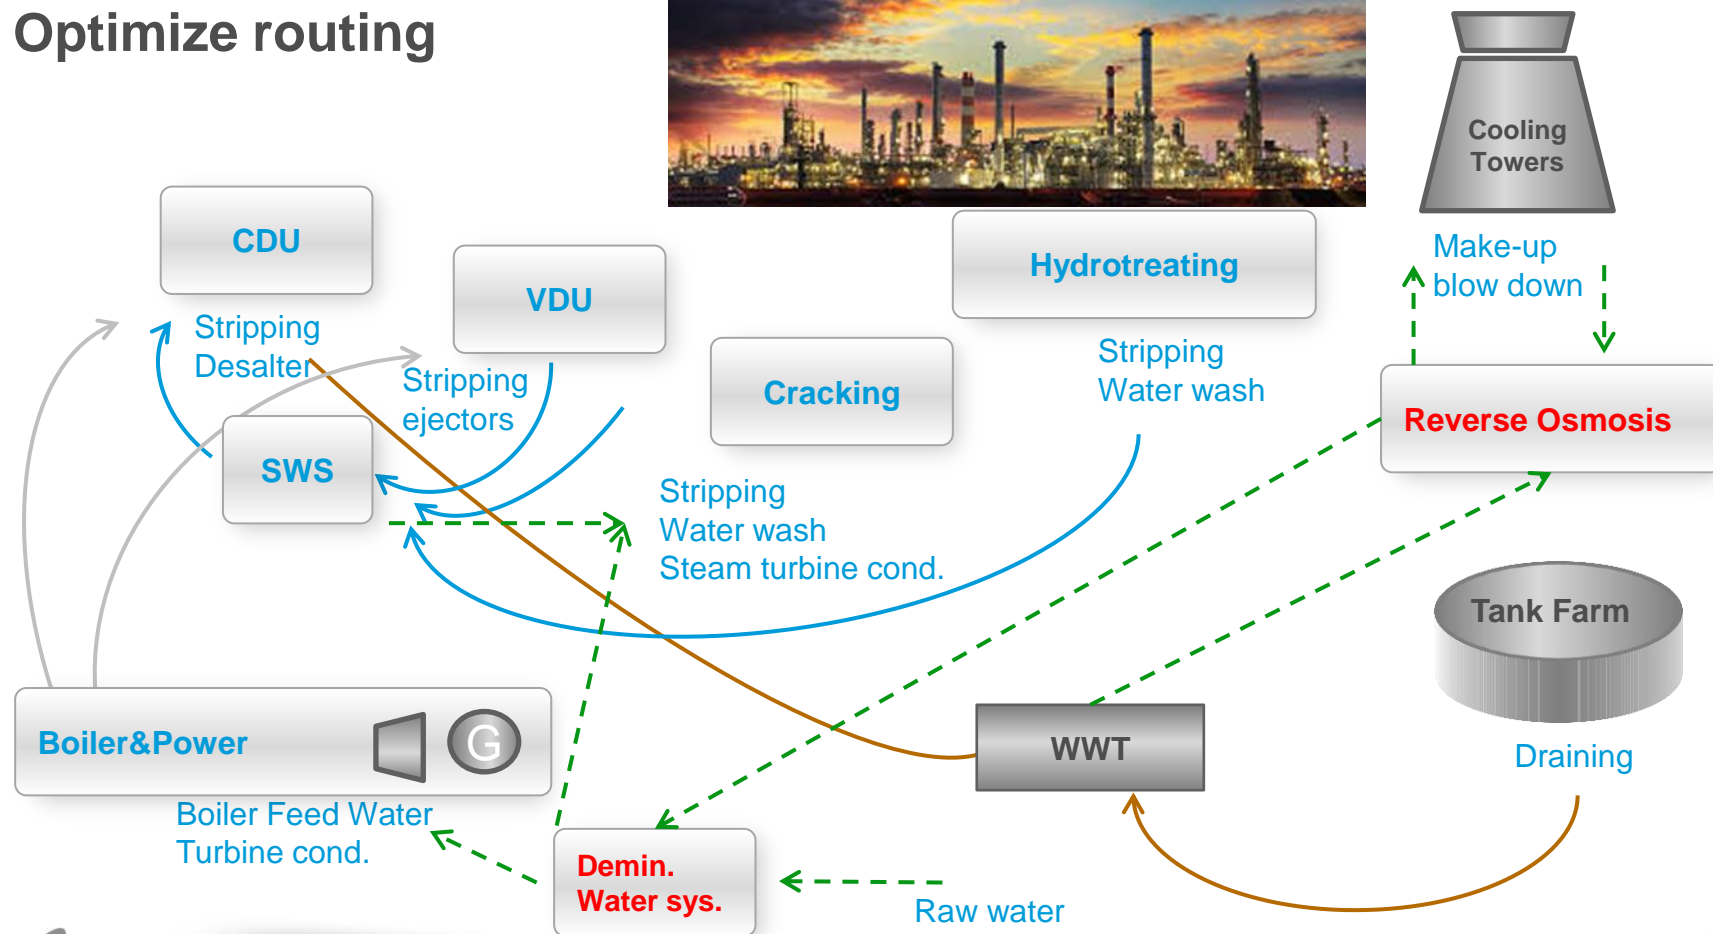 Optimize routing
Cooling
Towers
CDU
Hydrotreating
Make-up
blow down
VDU
Stripping
Desalter
Stripping
ejectors
Cracking
Stripping
Water wash
Reverse Osmosis
SWS
Stripping
Water wash
Steam turbine cond.
Tank Farm
Boiler&Power
G
WWT
Draining
Boiler Feed Water
Turbine cond.
Demin.
Water sys.
Raw water